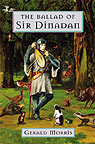 THE BALLAD OF
SIR DINADAN
GERALD MORRIS